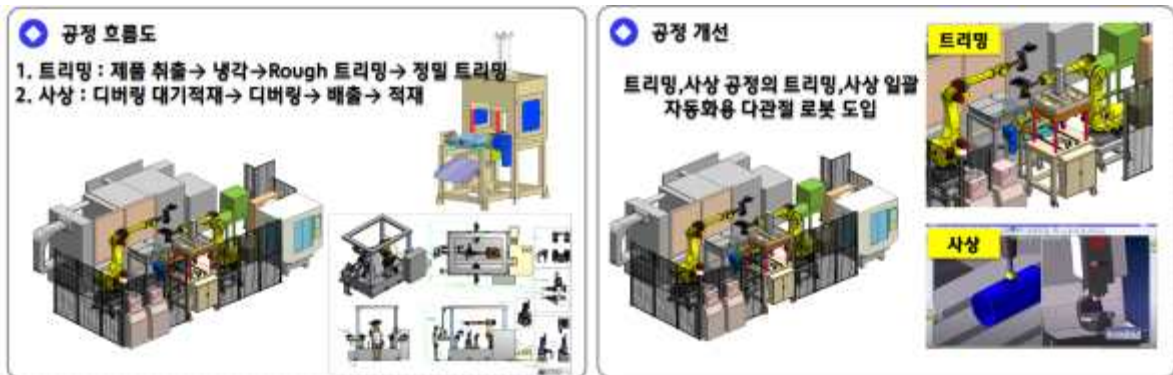 공정 흐름도
1. 트리밍 : 제품 취출→ 냉각→Rough 트리밍→ 정밀 트리밍
2. 사상 : 디버링 대기적재→ 디버링→ 배출→ 적재
공정 개선
트리밍,사상 공정의 트리밍,사상 일괄
자동화용 다관절 로봇 도입
트리밍
사상